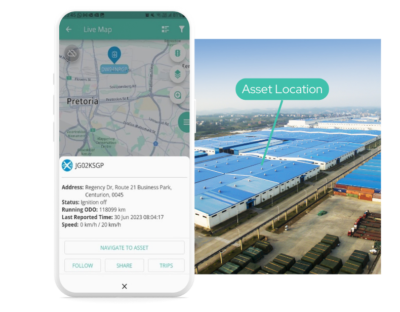 Live Map
Pretoria
JG02KSGP
Address: Regency Dr, Route 21 Business Park,
Centurion, 0045
Status: Ignition off
Running ODO: 118099 km
Last Reported Time: 30 Jun 2023 08:04:17
Speed: 0 km/h / 20 km/h
NAVIGATE TO ASSET
FOLLOW SHARE TRIPS
X
Asset Location